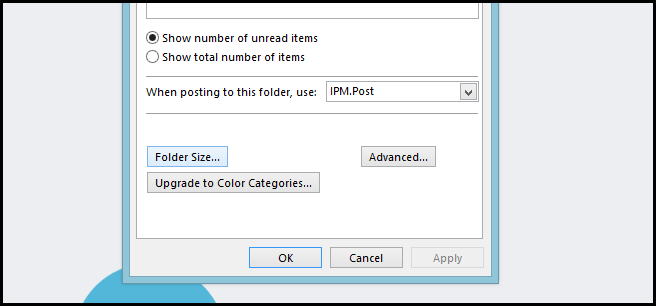 Show number of unread items
Show total number of items
When posting to this folder, use: IPM.Post
Folder Size... Advanced...
Upgrade to Color Categories...
OK Cancel Apply